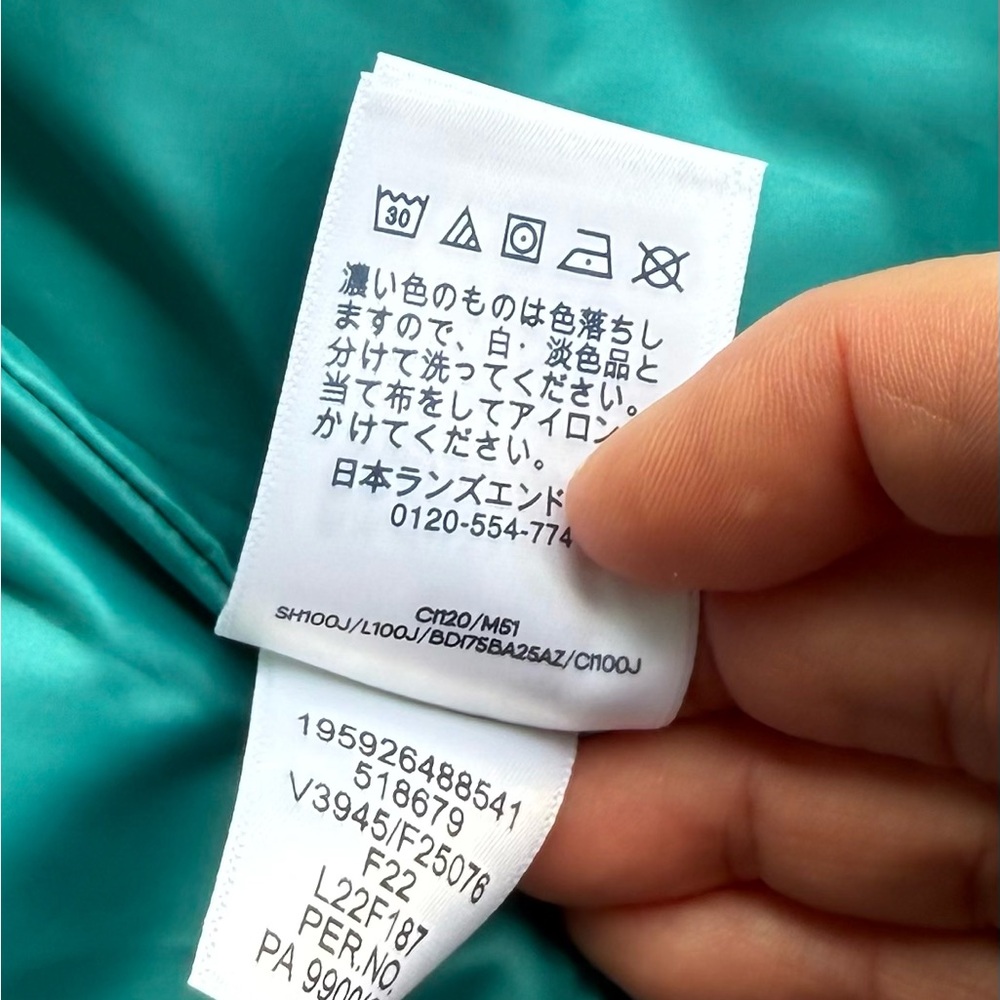 30
濃い色のものは色落ちし
ますので、白・淡色品と
分けて洗ってください。
当て布をしてアイロン
かけてください。
日本ランズエンド
0120-554-774
CI120/M51
SH100J/L100J/BD175BA25AZ/CI100J
195926488541
518679
V3945/F25076
F22
L22F187
PER.NO.
PA